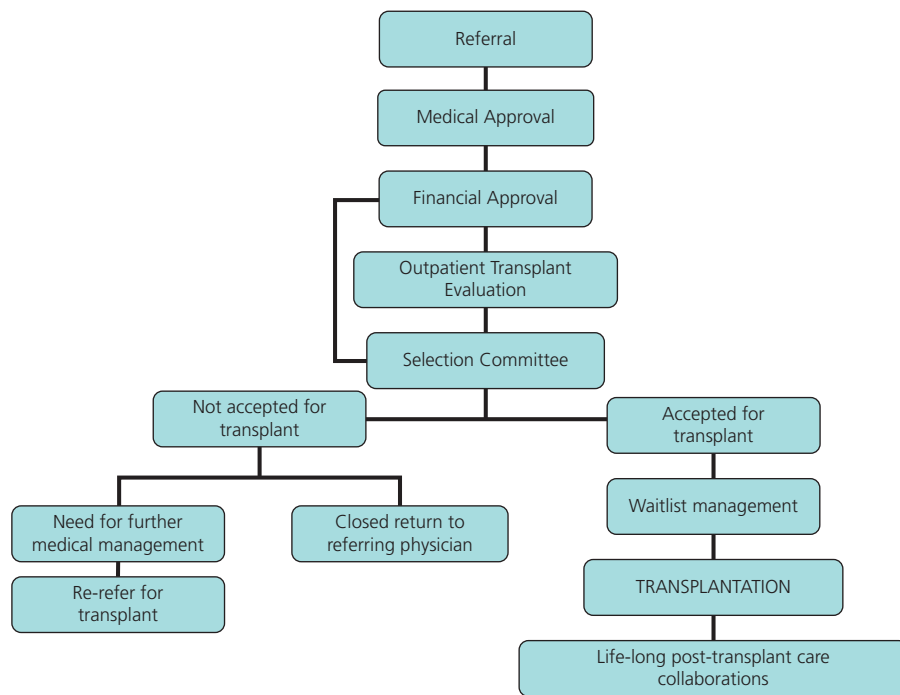 Referral
Medical Approval
Financial Approval
Outpatient Transplant
Evaluation
Selection Committee
Not accepted for
transplant
Accepted for
transplant
Need for further
medical management
Closed return to
referring physician
Waitlist management
Re-refer for
transplant
TRANSPLANTATION
Life-long post-transplant care
collaborations